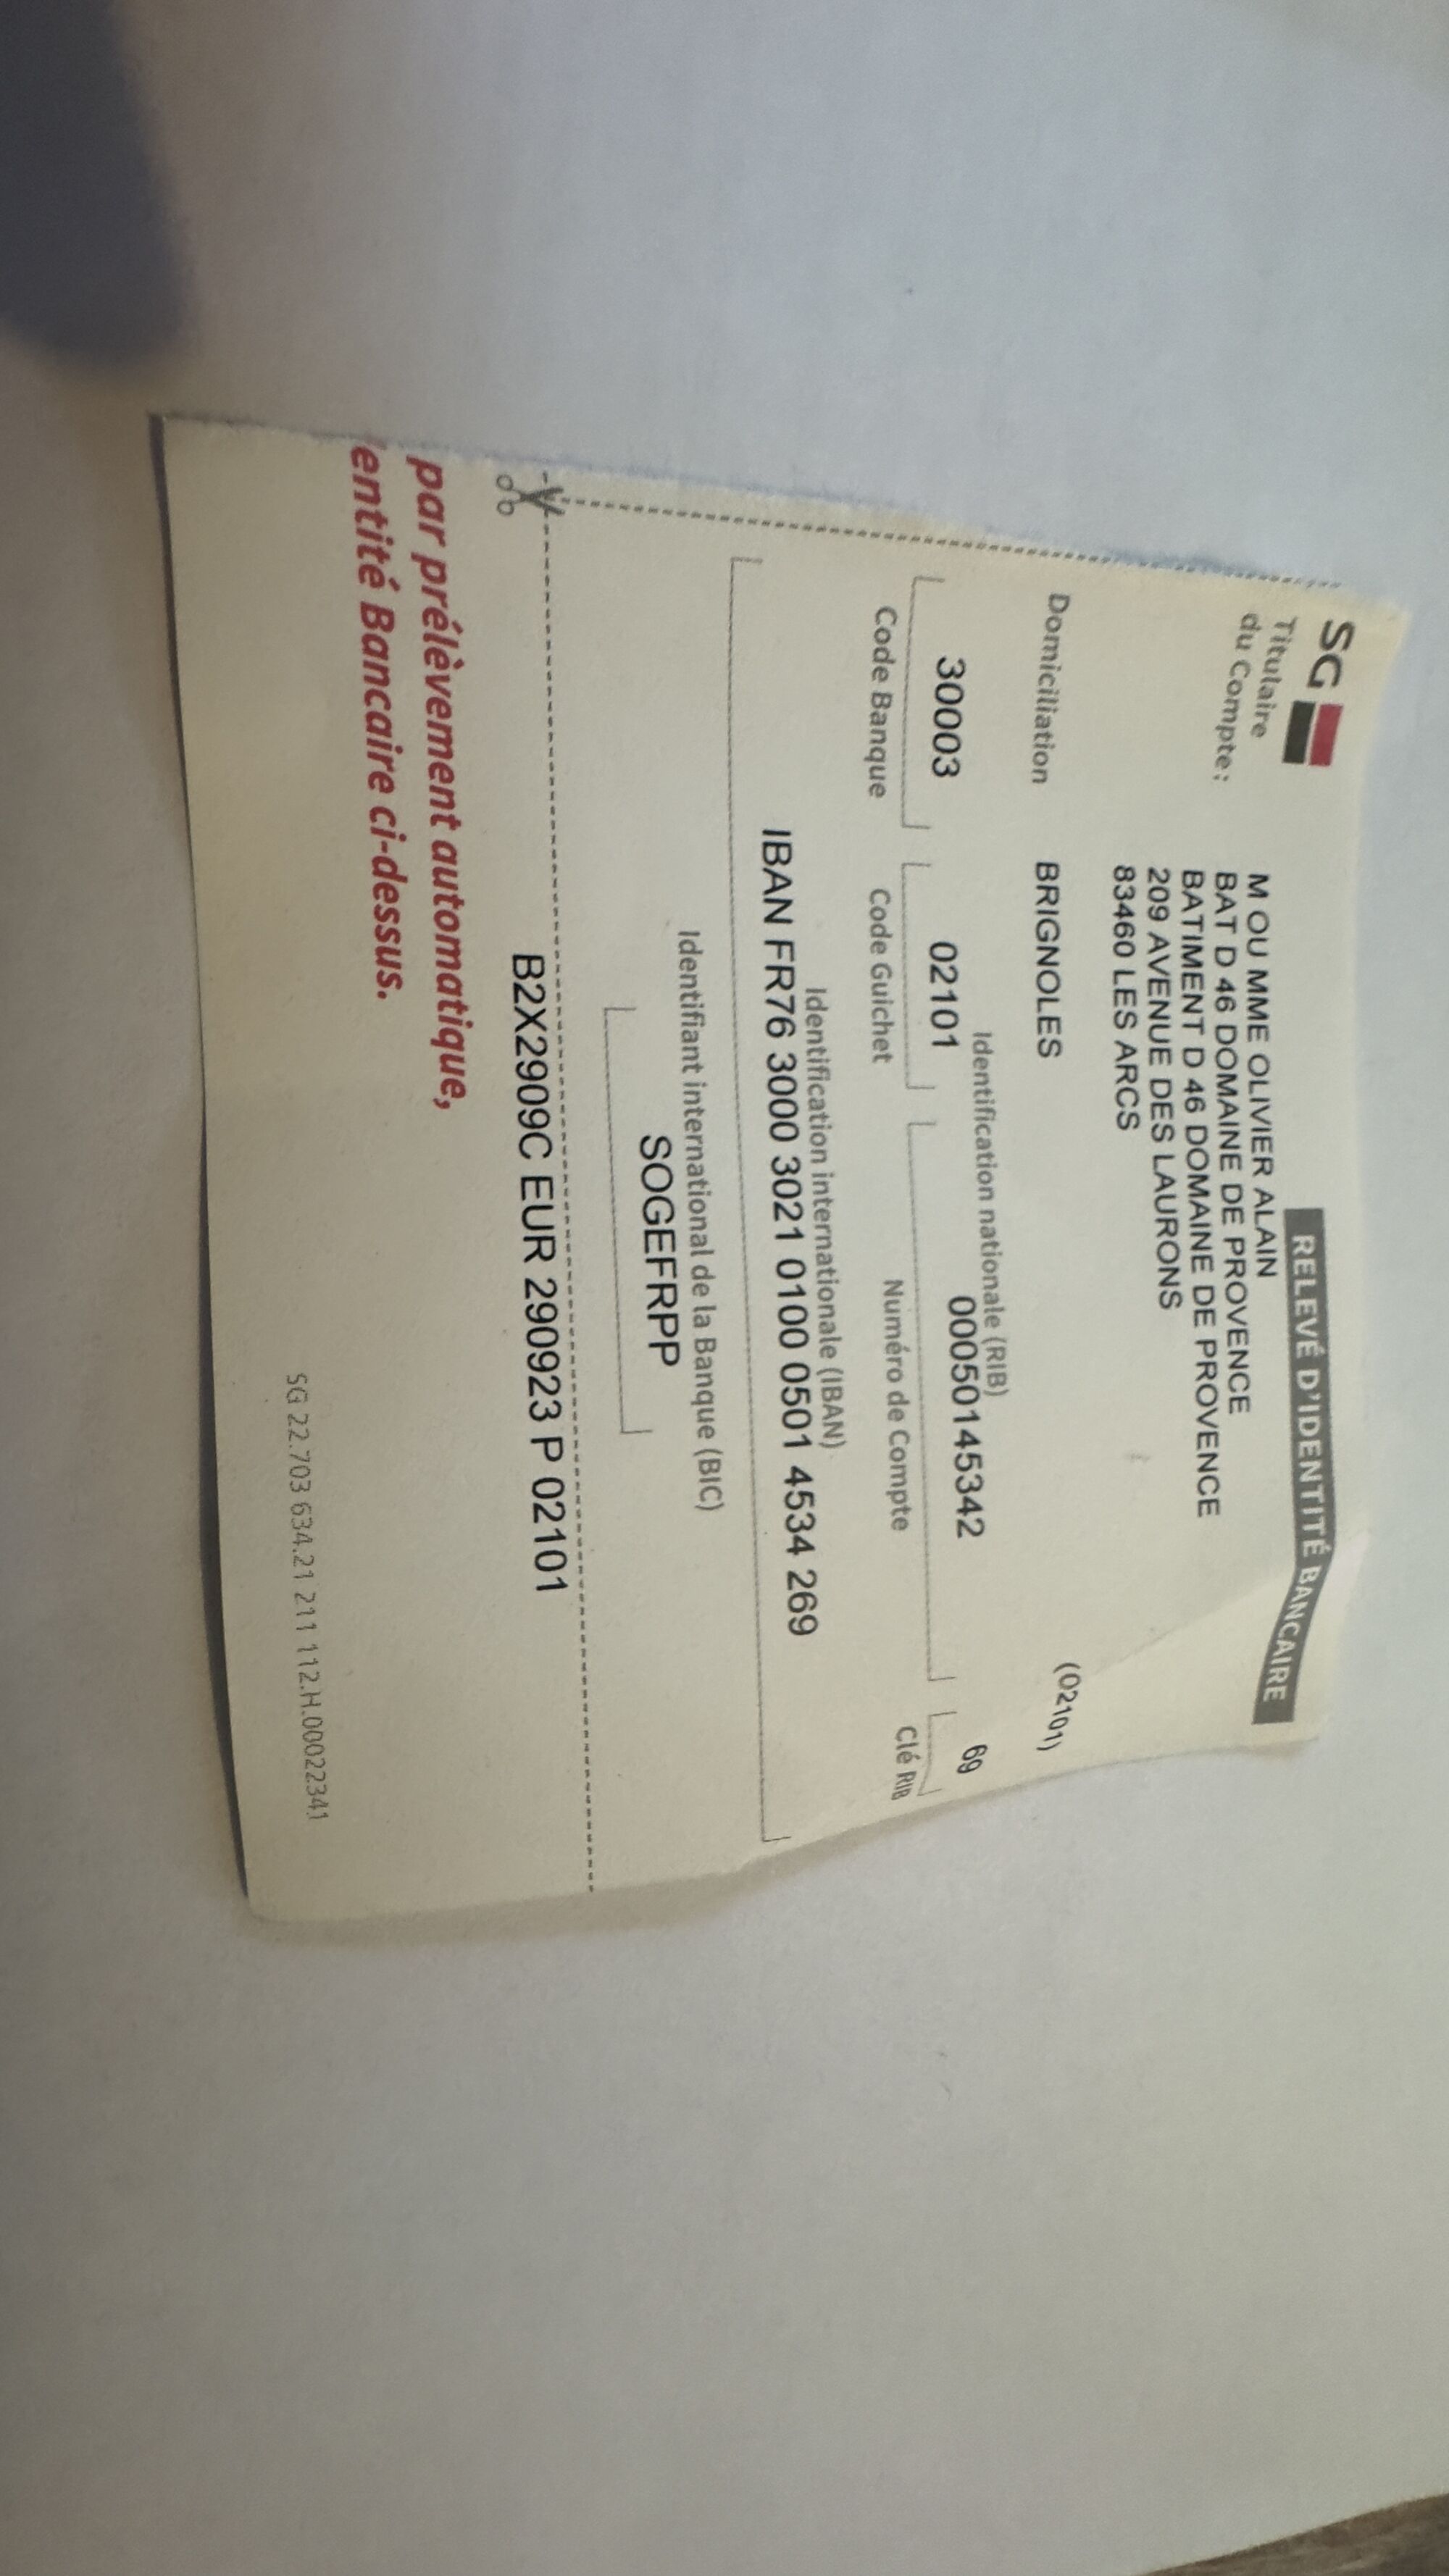 SG
RELEVÉ D'IDENTITÉ BANCAIRE
Titulaire
du Compte :
M OU MME OLIVIER ALAIN
BAT D 46 DOMAINE DE PROVENCE
BATIMENT D 46 DOMAINE DE PROVENCE
209 AVENUE DES LAURONS
83460 LES ARCS
Domiciliation BRIGNOLES (02101)
Identification nationale (RIB)
30003 02101 00050145342 69
Code Banque Code Guichet Numéro de Compte Clé RIB
Identification internationale (IBAN)
IBAN FR76 3000 3021 0100 0501 4534 269
Identifiant international de la Banque (BIC)
SOGEFRPP
B2X2909C EUR 290923 P 02101
par prélèvement automatique,
entité Bancaire ci-dessus.
SG 22.703 634.21 211 112.H.00022341